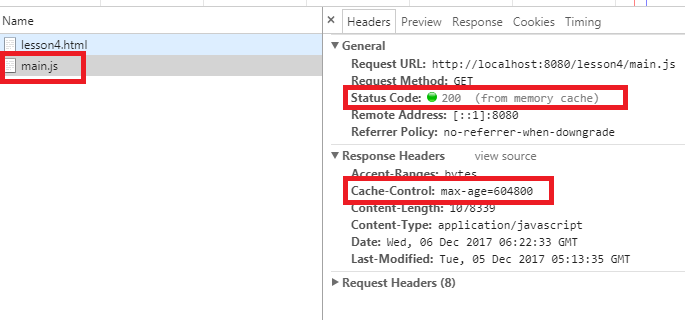 Name
lesson4.html
main.js
Headers Preview Response Cookies Timing
General
Request URL: http://localhost:8080/lesson4/main.js
Request Method: GET
Status Code: 200 (from memory cache)
Remote Address: [::1]:8080
Referrer Policy: no-referrer-when-downgrade
Response Headers view source
Accept-Ranges: bytes
Cache-Control: max-age=604800
Content-Length: 1078339
Content-Type: application/javascript
Date: Wed, 06 Dec 2017 06:22:33 GMT
Last-Modified: Tue, 05 Dec 2017 05:13:35 GMT
Request Headers (8)